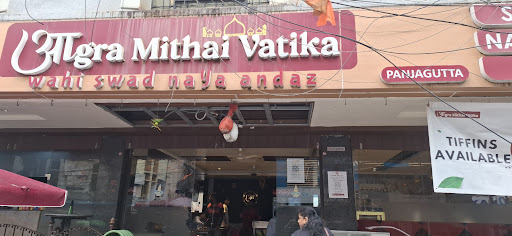 आgra Mithai Vatika
wahi swad naya andaz
PANJAGUTTA
TIFFINS
AVAILABLE